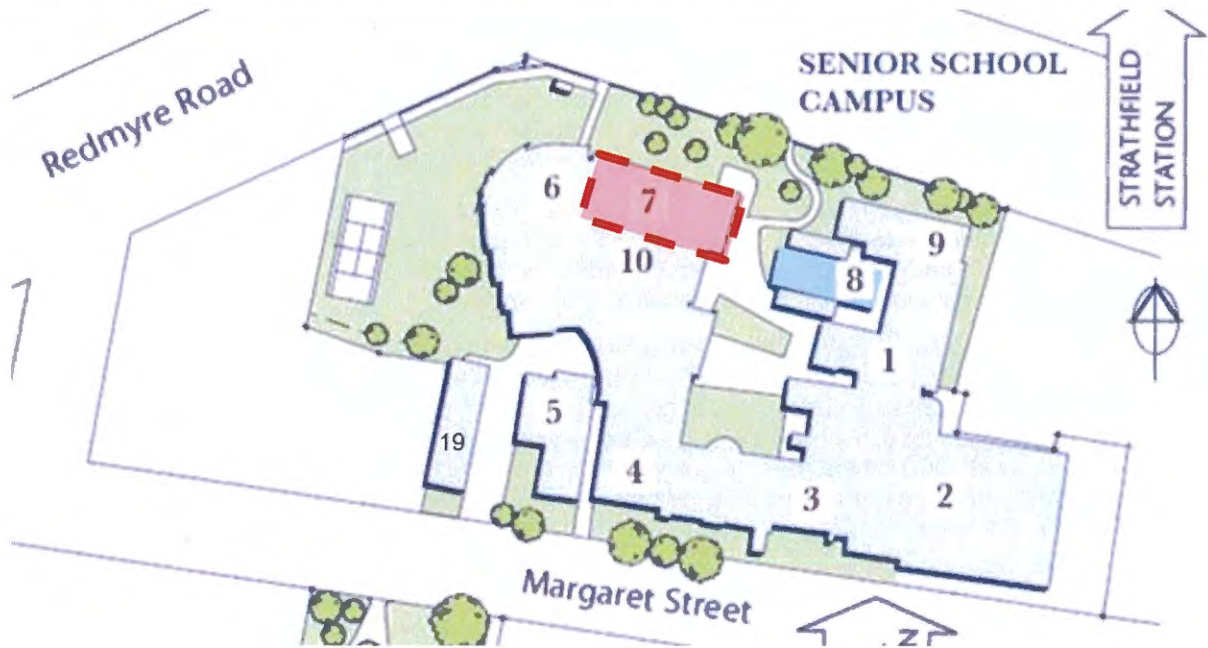 Redmyre Road
SENIOR SCHOOL
CAMPUS
STRATHFIELD
STATION
6
7
9
10
8
1
5
19
4
3
2
Margaret Street
N